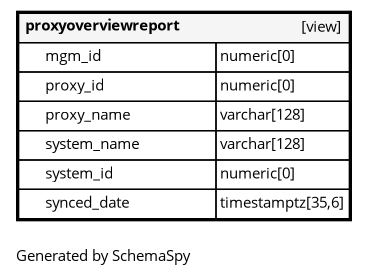 proxyoverviewreport [view]
mgm_id numeric[0]
proxy_id numeric[0]
proxy_name varchar[128]
system_name varchar[128]
system_id numeric[0]
synced_date timestamptz[35,6]
Generated by SchemaSpy